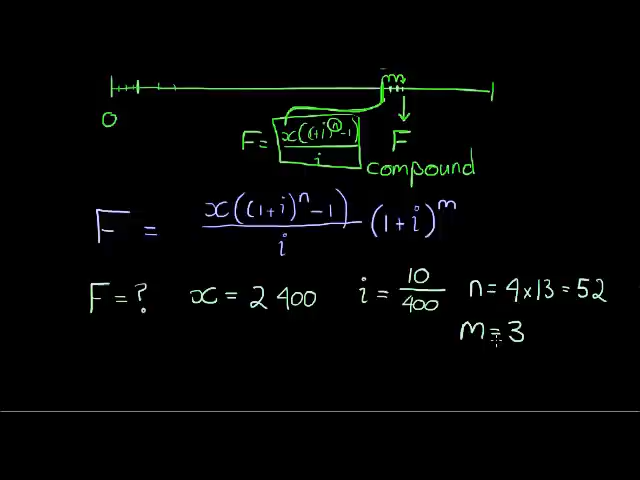 m
0
F = x((1+i)^n -1)/i
F
compound
F = x((1+i)^n -1)/i (1+i)^m
F = ? x = 2 400 i = 10/400 n = 4×13 = 52
m = 3